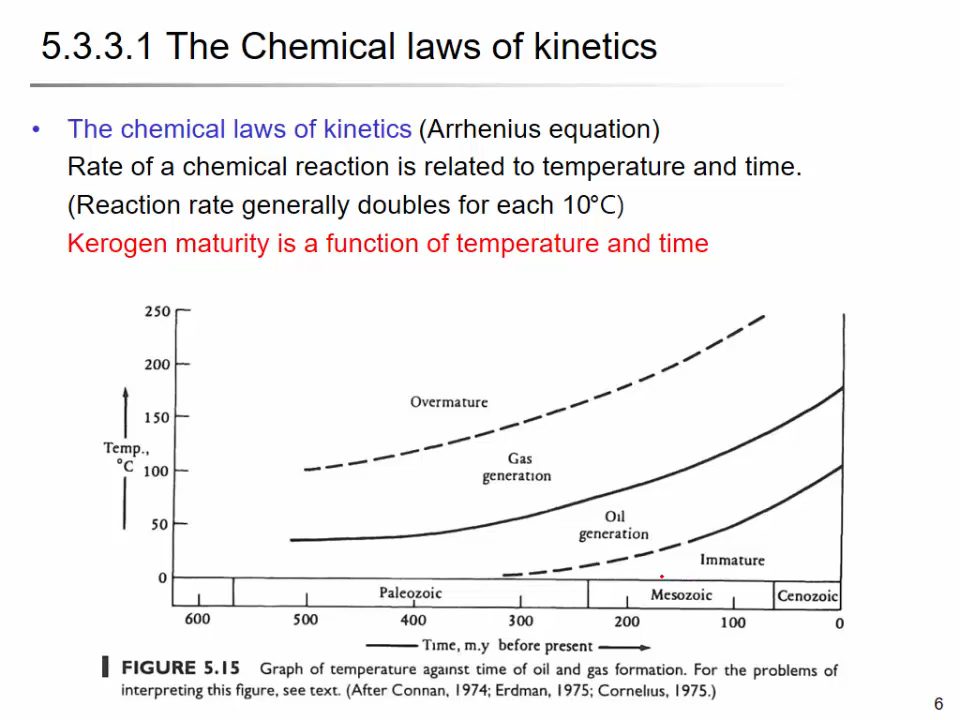 5.3.3.1 The Chemical laws of kinetics
• The chemical laws of kinetics (Arrhenius equation)
Rate of a chemical reaction is related to temperature and time.
(Reaction rate generally doubles for each 10°C)
Kerogen maturity is a function of temperature and time
250
200
150
Temp.,
°C
100
50
0
Overmature
Gas
generation
Oil
generation
Immature
Paleozoic
Mesozoic
Cenozoic
600 500 400 300 200 100 0
Time, m.y before present
FIGURE 5.15 Graph of temperature against time of oil and gas formation. For the problems of
interpreting this figure, see text. (After Connan, 1974; Erdman, 1975; Cornelius, 1975.)
6